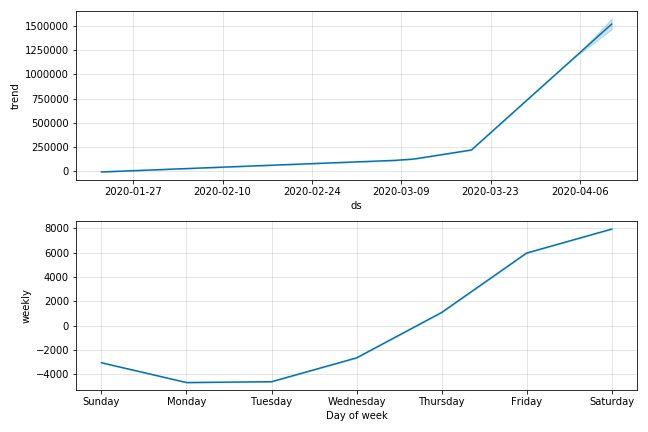 1500000
1250000
1000000
750000
500000
250000
0
trend
2020-01-27 2020-02-10 2020-02-24 2020-03-09 2020-03-23 2020-04-06
ds
8000
6000
4000
2000
0
−2000
−4000
weekly
Sunday Monday Tuesday Wednesday Thursday Friday Saturday
Day of week